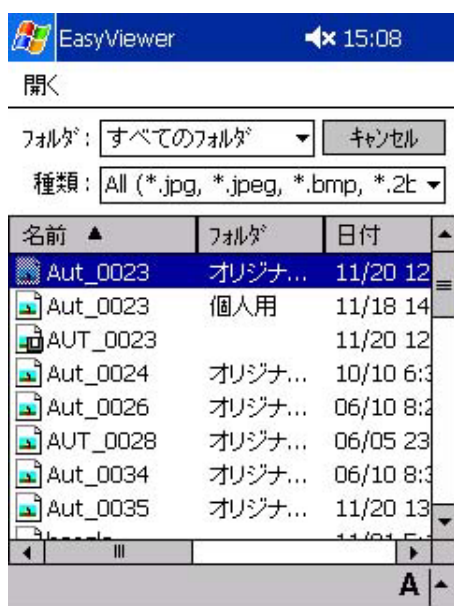 EasyViewer 15:08
開く
フォルダ: すべてのフォルダ キャンセル
種類: All (*.jpg, *.jpeg, *.bmp, *.2b
名前 ▲ フォルダ 日付
Aut_0023 オリジナ... 11/20 12
Aut_0023 個人用 11/18 14
AUT_0023 11/20 12
Aut_0024 オリジナ... 10/10 6:3
Aut_0026 オリジナ... 06/10 8:2
AUT_0028 オリジナ... 06/05 23
Aut_0034 オリジナ... 06/10 8:3
Aut_0035 オリジナ... 11/20 13
A